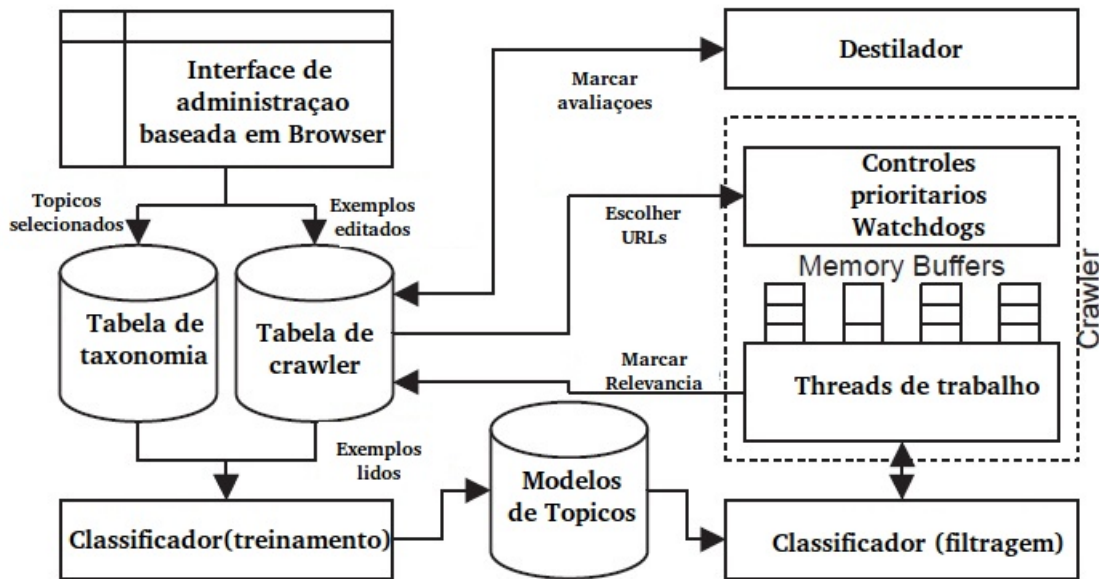 Interface de
administraçao
baseada em Browser
Destilador
Marcar
avaliaçoes
Topicos
selecionados
Exemplos
editados
Escolher
URLs
Controles
prioritarios
Watchdogs
Memory Buffers
Crawler
Tabela de
taxonomia
Tabela de
crawler
Marcar
Relevancia
Threads de trabalho
Exemplos
lidos
Modelos
de Topicos
Classificador(treinamento)
Classificador (filtragem)